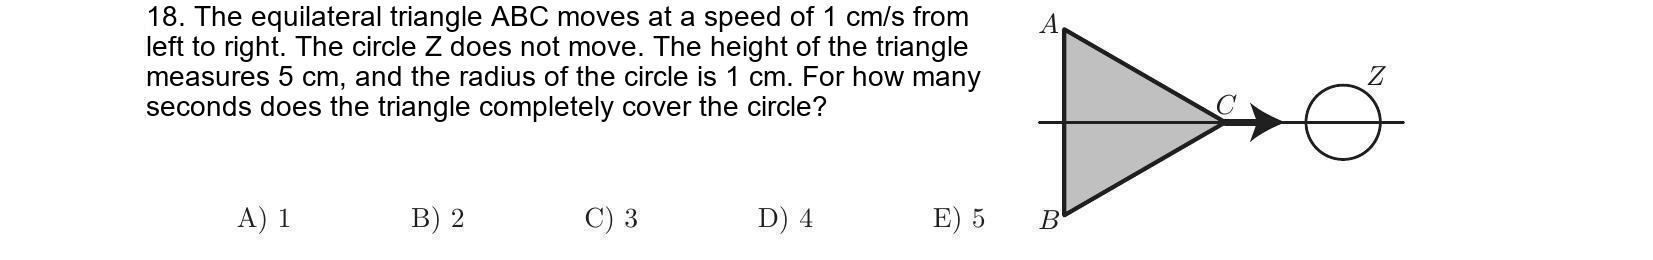 18. The equilateral triangle ABC moves at a speed of 1 cm/s from
left to right. The circle Z does not move. The height of the triangle
measures 5 cm, and the radius of the circle is 1 cm. For how many
seconds does the triangle completely cover the circle?
A) 1 B) 2 C) 3 D) 4 E) 5
A
Z
C
B